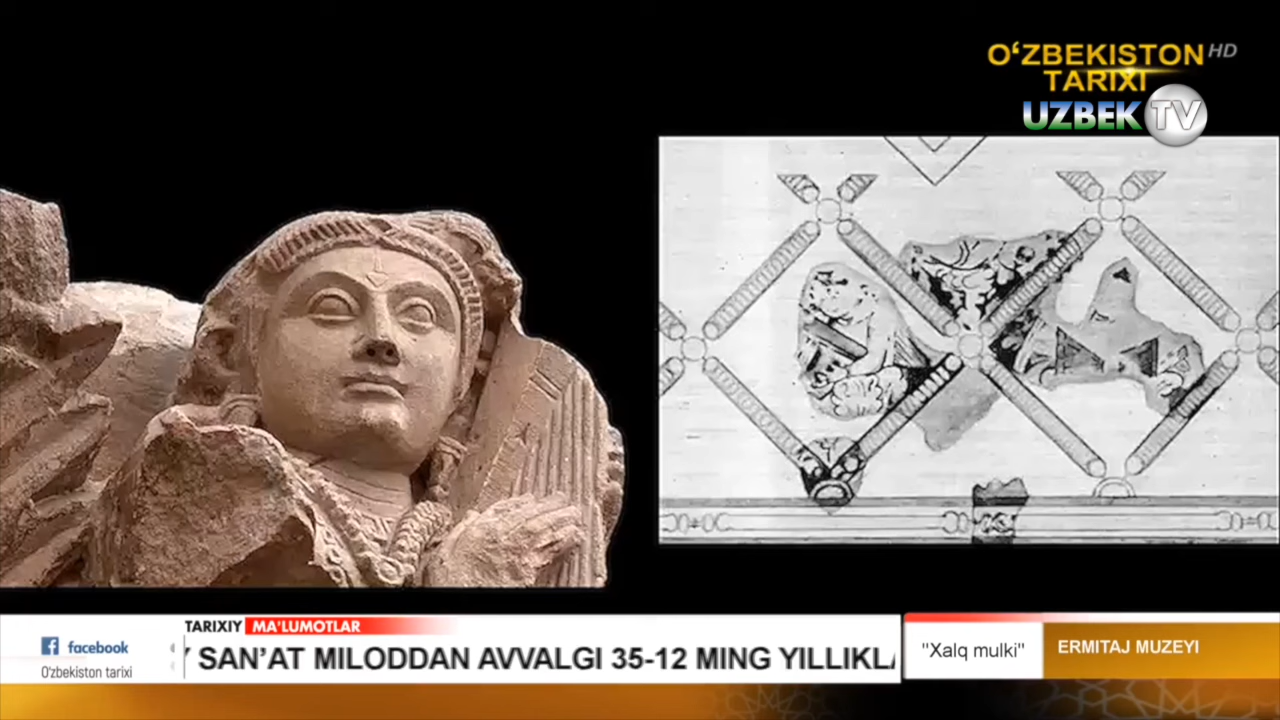 O‘ZBEKISTON HD
TARIXI
UZBEK TV
TARIXIY MA'LUMOTLAR
facebook
O'zbekiston tarixi
SAN’AT MILODDAN AVVALGI 35-12 MING YILLIKLA
"Xalq mulki"
ERMITAJ MUZEYI